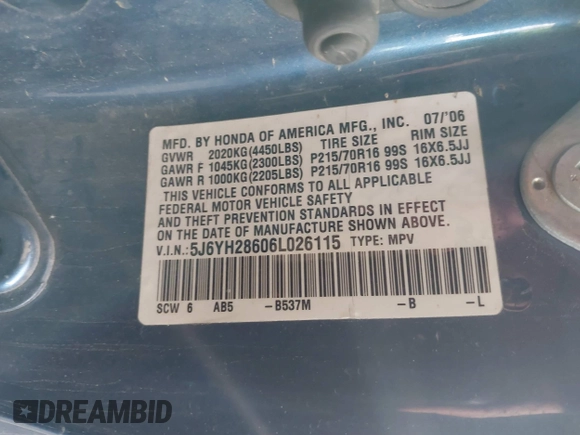 MFD. BY HONDA OF AMERICA MFG., INC. 07/'06
GVWR 2020KG(4450LBS) TIRE SIZE RIM SIZE
GAWR F 1045KG(2300LBS) P215/70R16 99S 16X6.5JJ
GAWR R 1000KG(2205LBS) P215/70R16 99S 16X6.5JJ
THIS VEHICLE CONFORMS TO ALL APPLICABLE
FEDERAL MOTOR VEHICLE SAFETY
AND THEFT PREVENTION STANDARDS IN EFFECT
ON THE DATE OF MANUFACTURE SHOWN ABOVE.
V.I.N.:5J6YH28606L026115 TYPE: MPV
SCW 6 AB5 -B537M -B -L
DREAMBID